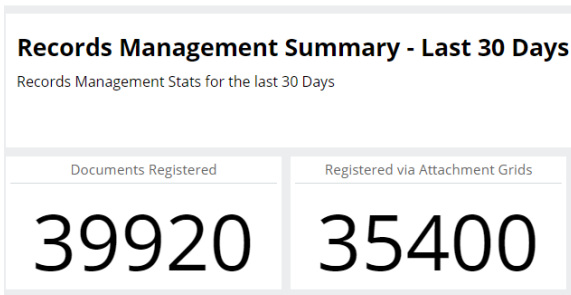 Records Management Summary - Last 30 Days
Records Management Stats for the last 30 Days
Documents Registered
39920
Registered via Attachment Grids
35400